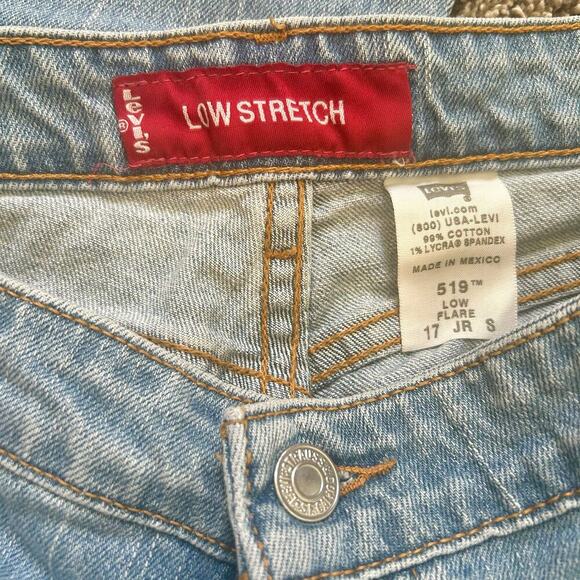 Levi's
®
LOW STRETCH
Levi's
®
levi.com
(800) USA-LEVI
99% COTTON
1% LYCRA® SPANDEX
MADE IN MEXICO
519™
LOW
FLARE
17 JR S